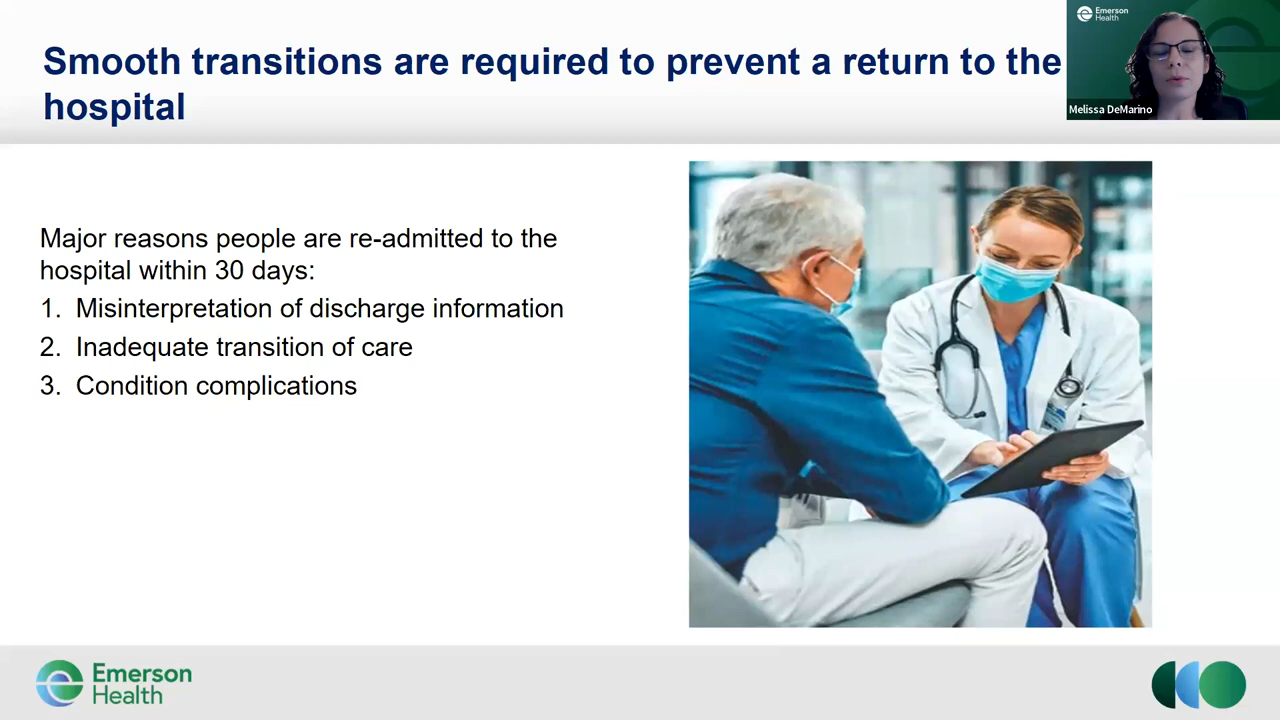 Smooth transitions are required to prevent a return to the
hospital
Emerson
Health
Melissa DeMarino
Major reasons people are re-admitted to the
hospital within 30 days:
1. Misinterpretation of discharge information
2. Inadequate transition of care
3. Condition complications
Emerson
Health